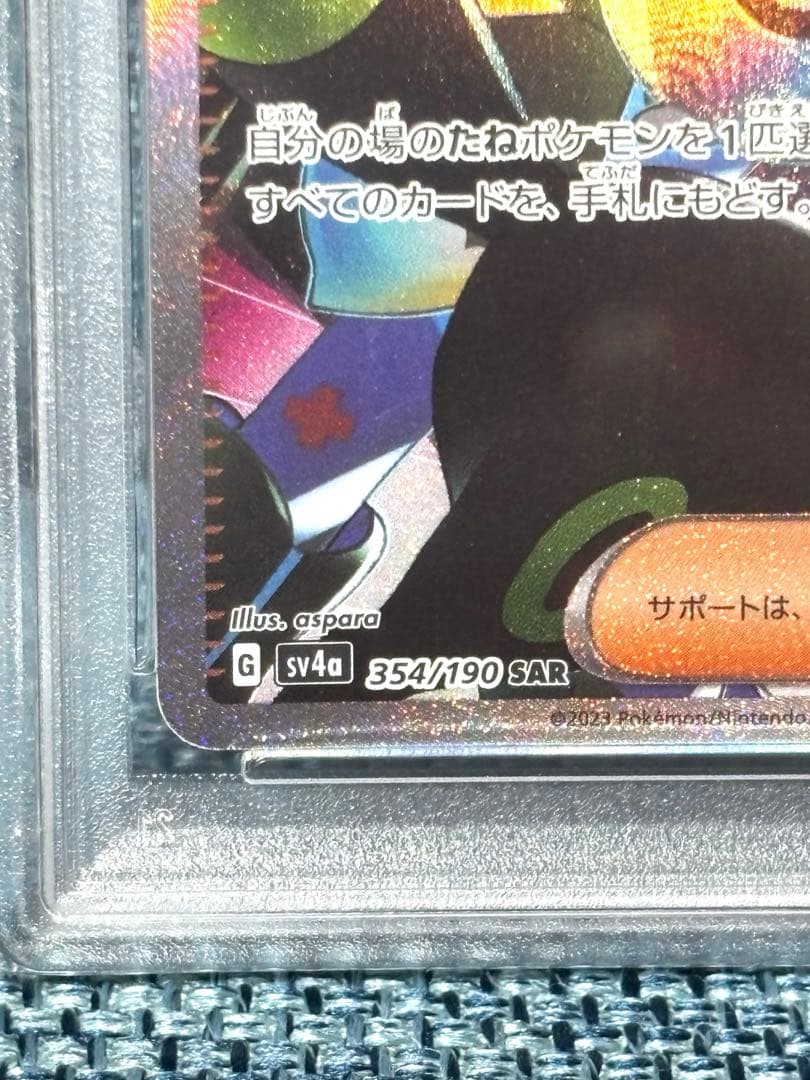 自分の場のたねポケモンを1匹選
すべてのカードを、手札にもどす。
サポートは、
Illus. aspara
G sv4a 354/190 SAR
©2023 Pokémon/Nintendo